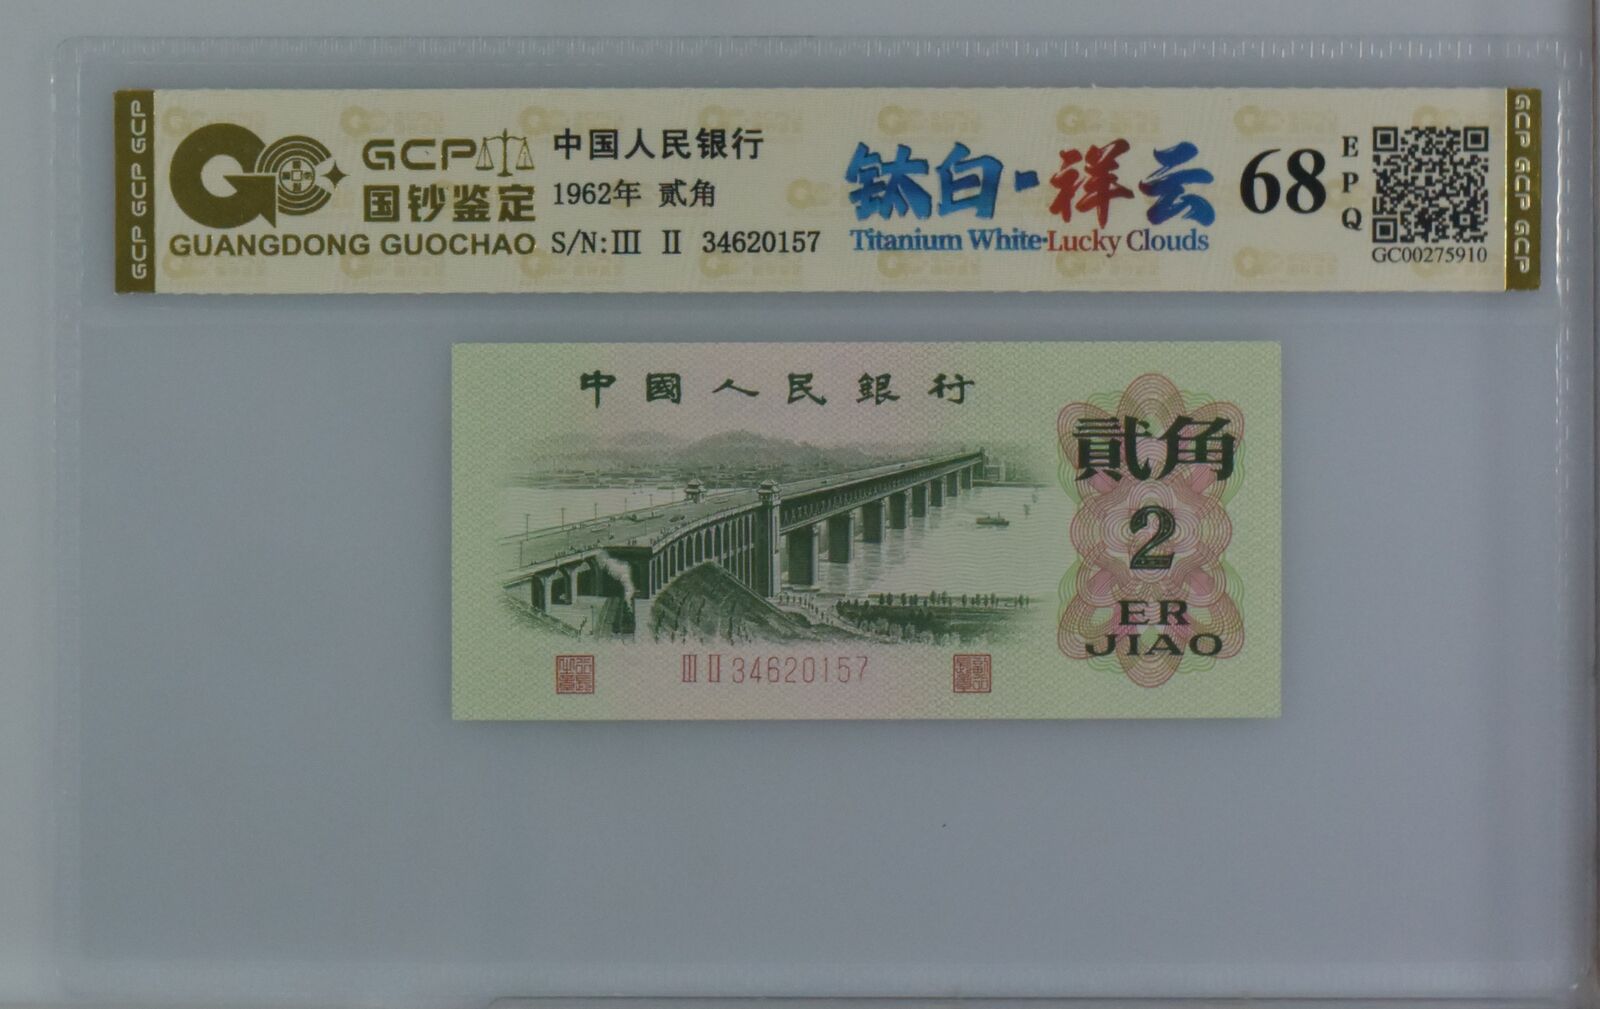 GCP GCP GCP
GCP
国钞鉴定
GUANGDONG GUOCHAO
中国人民银行
1962年 贰角
S/N:III II 34620157
钛白·祥云
Titanium White·Lucky Clouds
68
EPQ
GC00275910
GCP GCP GCP
中國人民銀行
貳角
2
ER
JIAO
III II 34620157